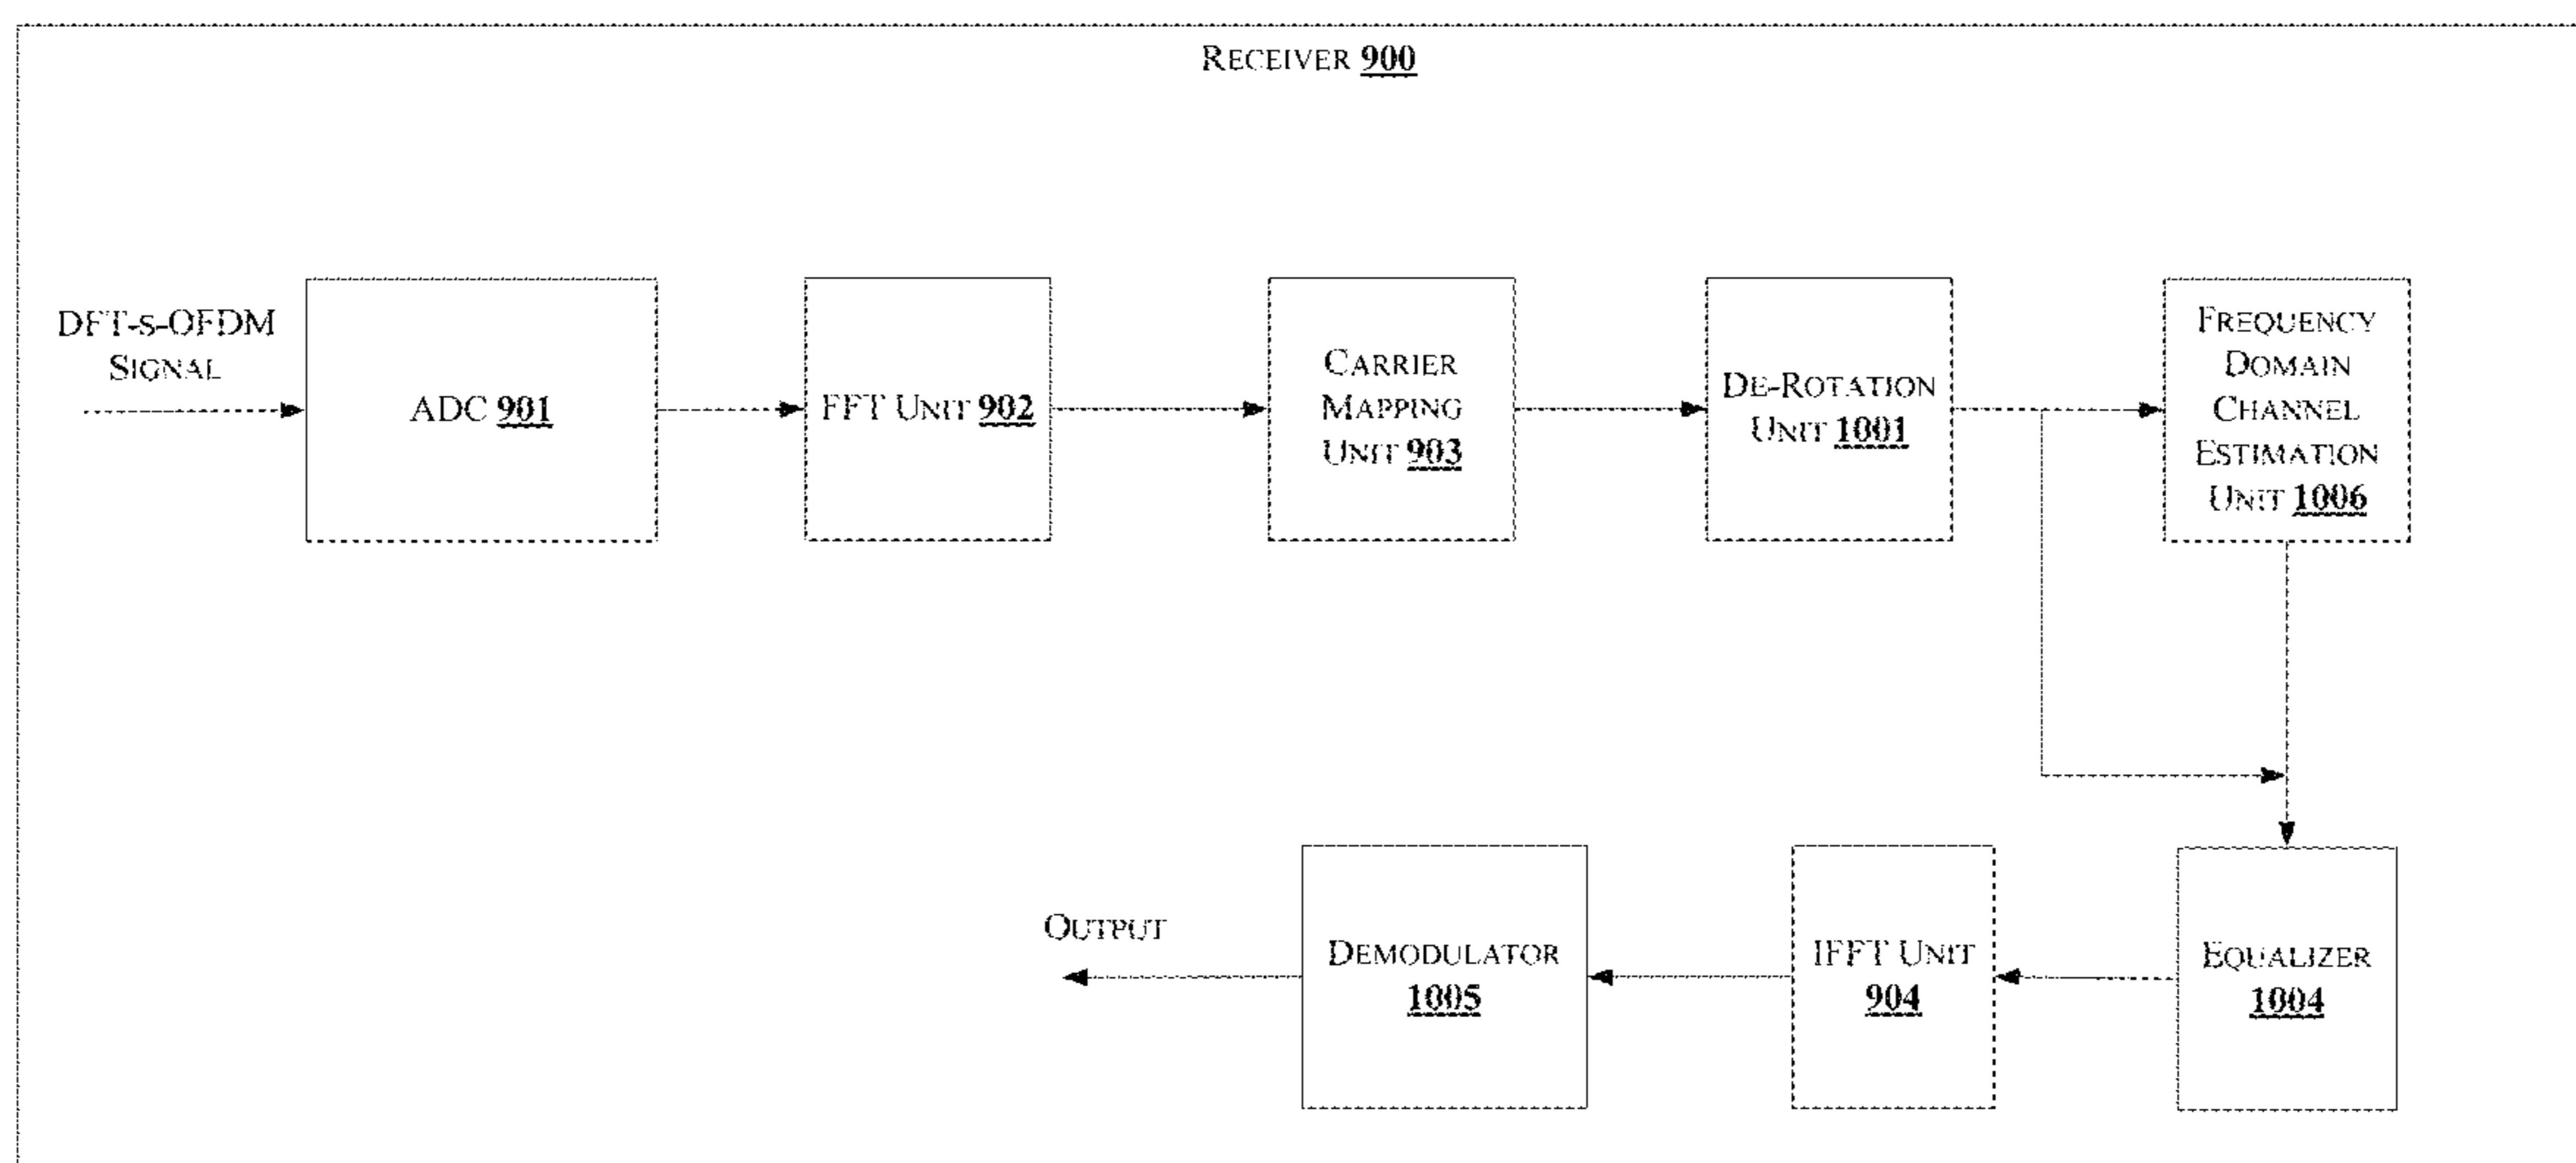 RECEIVER 900
DFT-s-OFDM
SIGNAL
ADC 901
FFT UNIT 902
CARRIER
MAPPING
UNIT 903
DE-ROTATION
UNIT 1001
FREQUENCY
DOMAIN
CHANNEL
ESTIMATION
UNIT 1006
OUTPUT
DEMODULATOR
1005
IFFT UNIT
904
EQUALIZER
1004